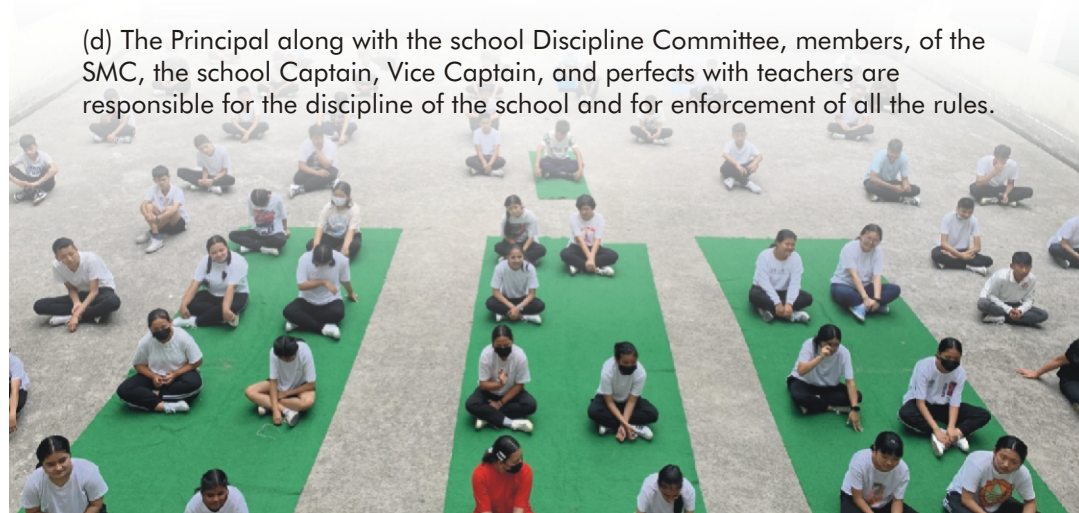 (d) The Principal along with the school Discipline Committee, members, of the
SMC, the school Captain, Vice Captain, and perfects with teachers are
responsible for the discipline of the school and for enforcement of all the rules.